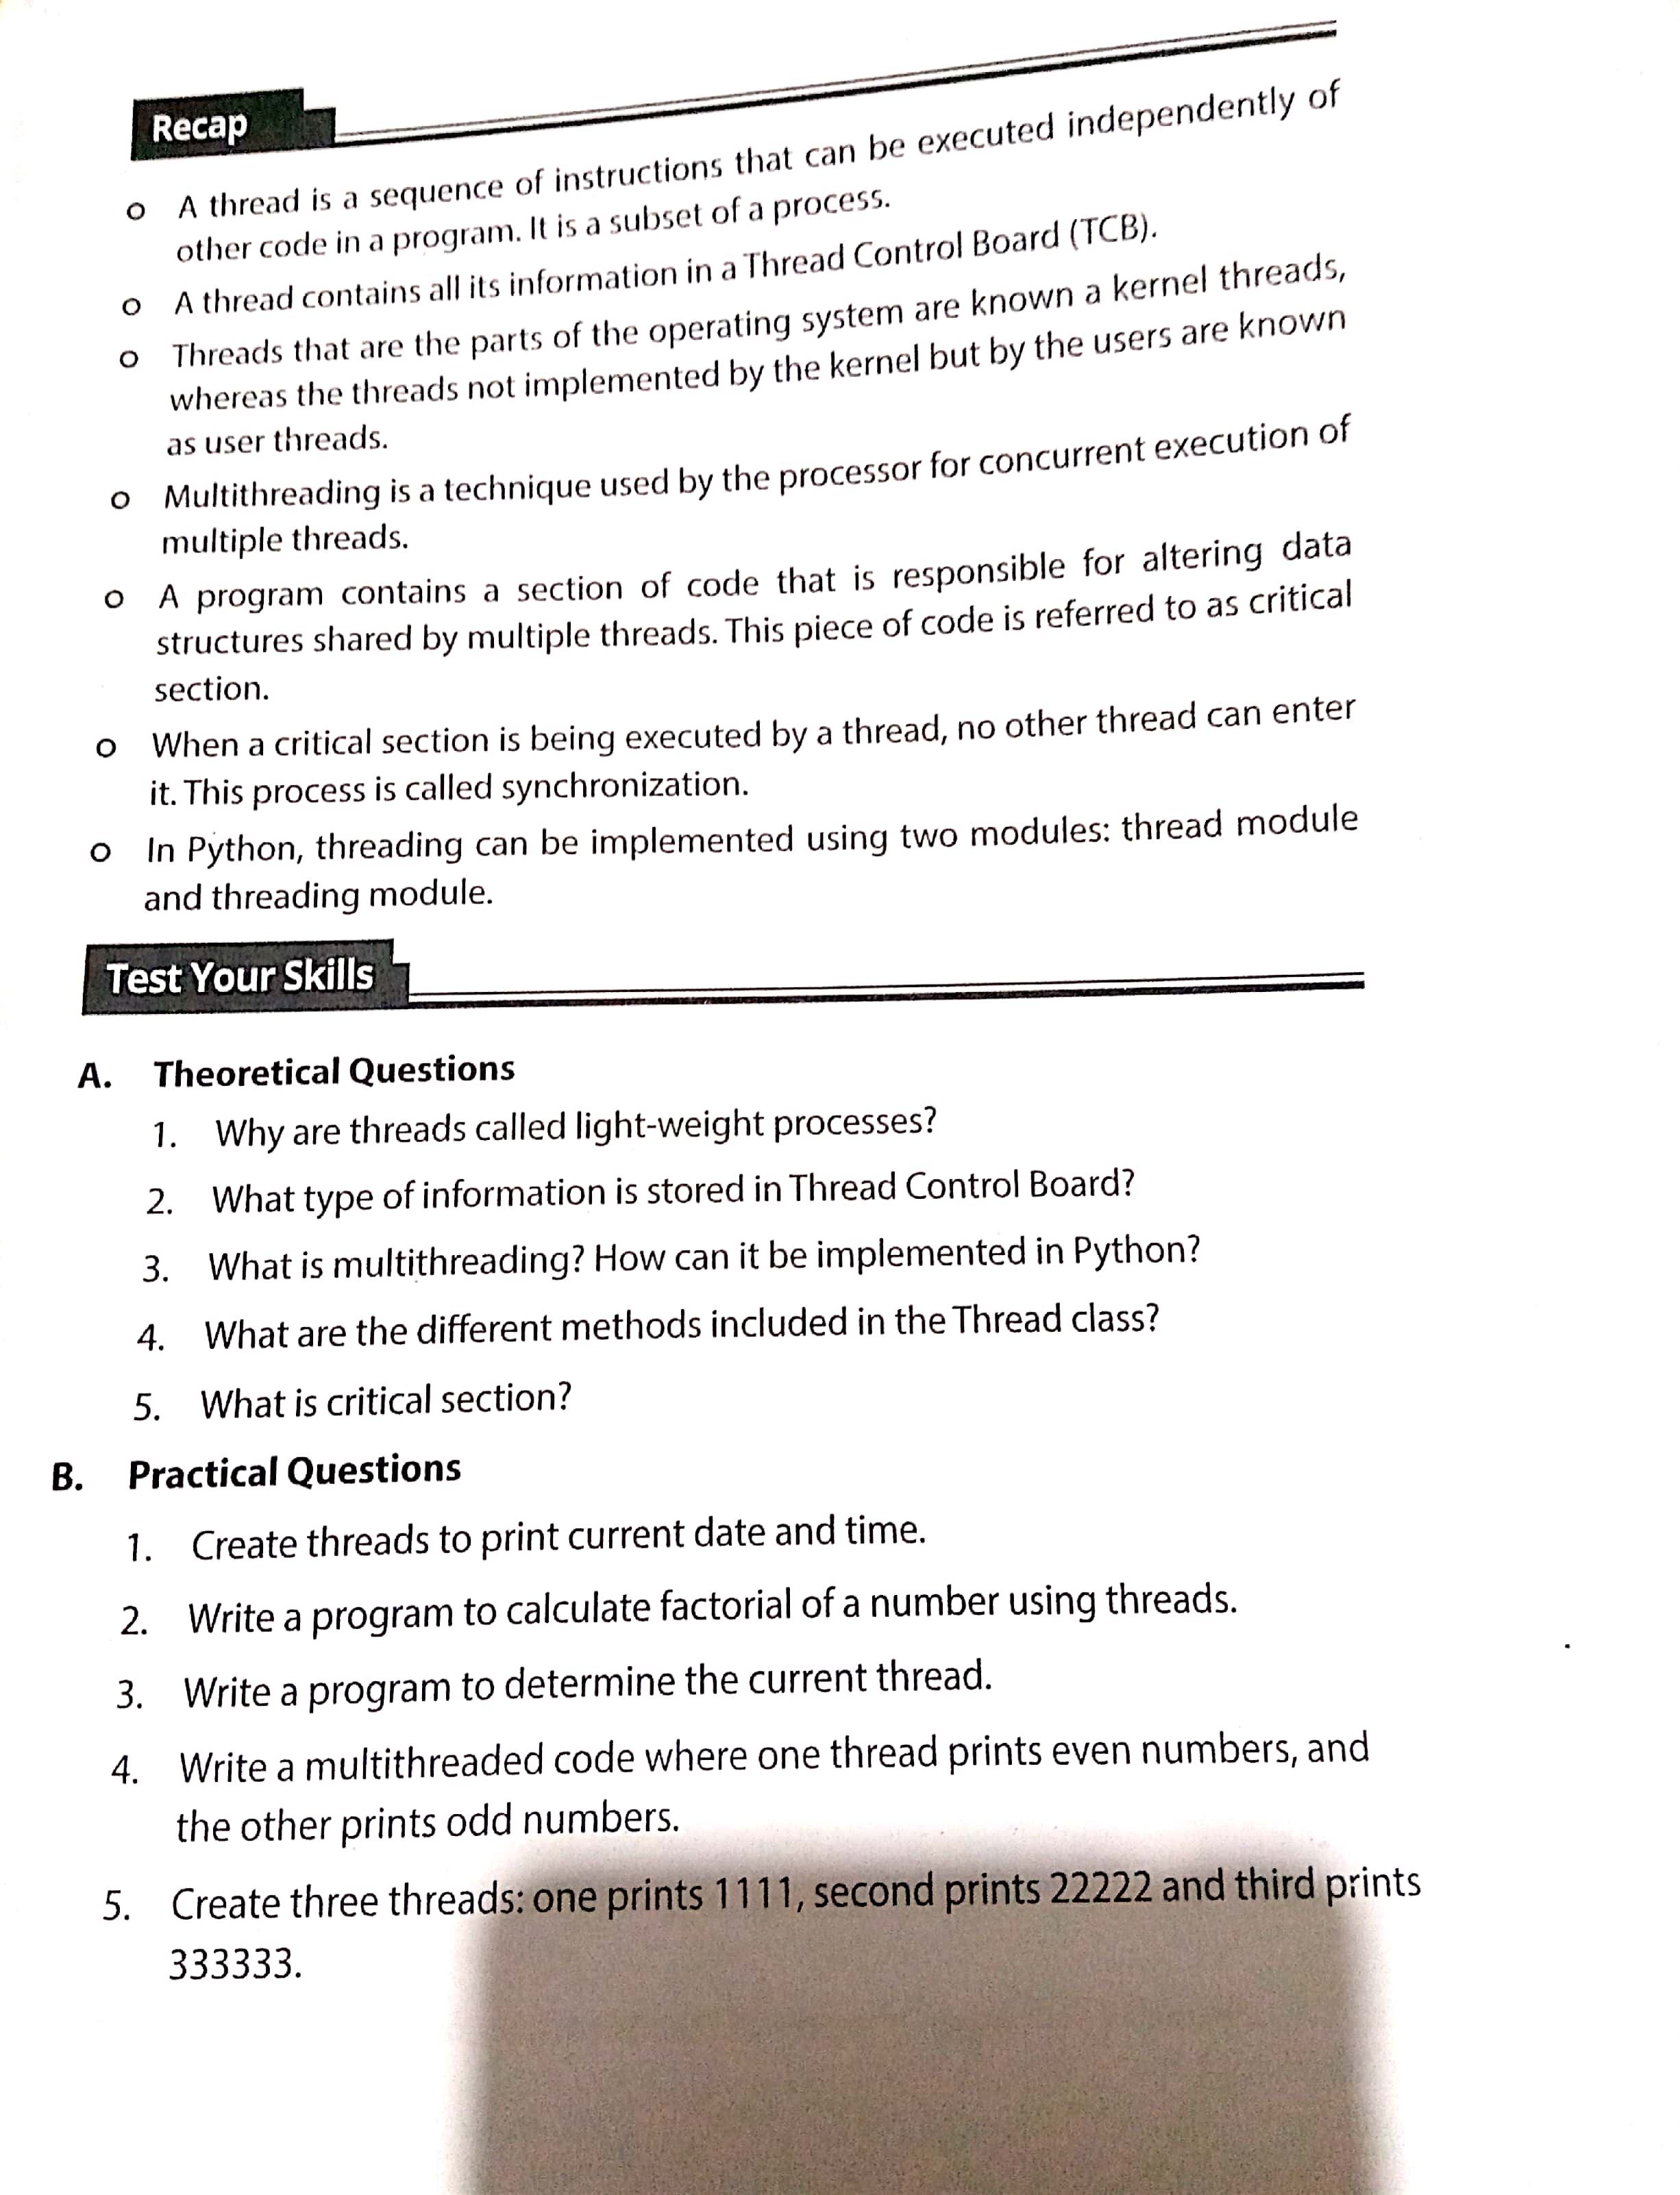 Recap
o A thread is a sequence of instructions that can be executed independently of
other code in a program. It is a subset of a process.
o A thread contains all its information in a Thread Control Board (TCB).
o Threads that are the parts of the operating system are known a kernel threads,
whereas the threads not implemented by the kernel but by the users are known
as user threads.
o Multithreading is a technique used by the processor for concurrent execution of
multiple threads.
o A program contains a section of code that is responsible for altering data
structures shared by multiple threads. This piece of code is referred to as critical
section.
o When a critical section is being executed by a thread, no other thread can enter
it. This process is called synchronization.
o In Python, threading can be implemented using two modules: thread module
and threading module.
Test Your Skills
A. Theoretical Questions
1. Why are threads called light-weight processes?
2. What type of information is stored in Thread Control Board?
3. What is multithreading? How can it be implemented in Python?
4. What are the different methods included in the Thread class?
5. What is critical section?
B. Practical Questions
1. Create threads to print current date and time.
2. Write a program to calculate factorial of a number using threads.
3. Write a program to determine the current thread.
4. Write a multithreaded code where one thread prints even numbers, and
the other prints odd numbers.
5. Create three threads: one prints 1111, second prints 22222 and third prints
333333.